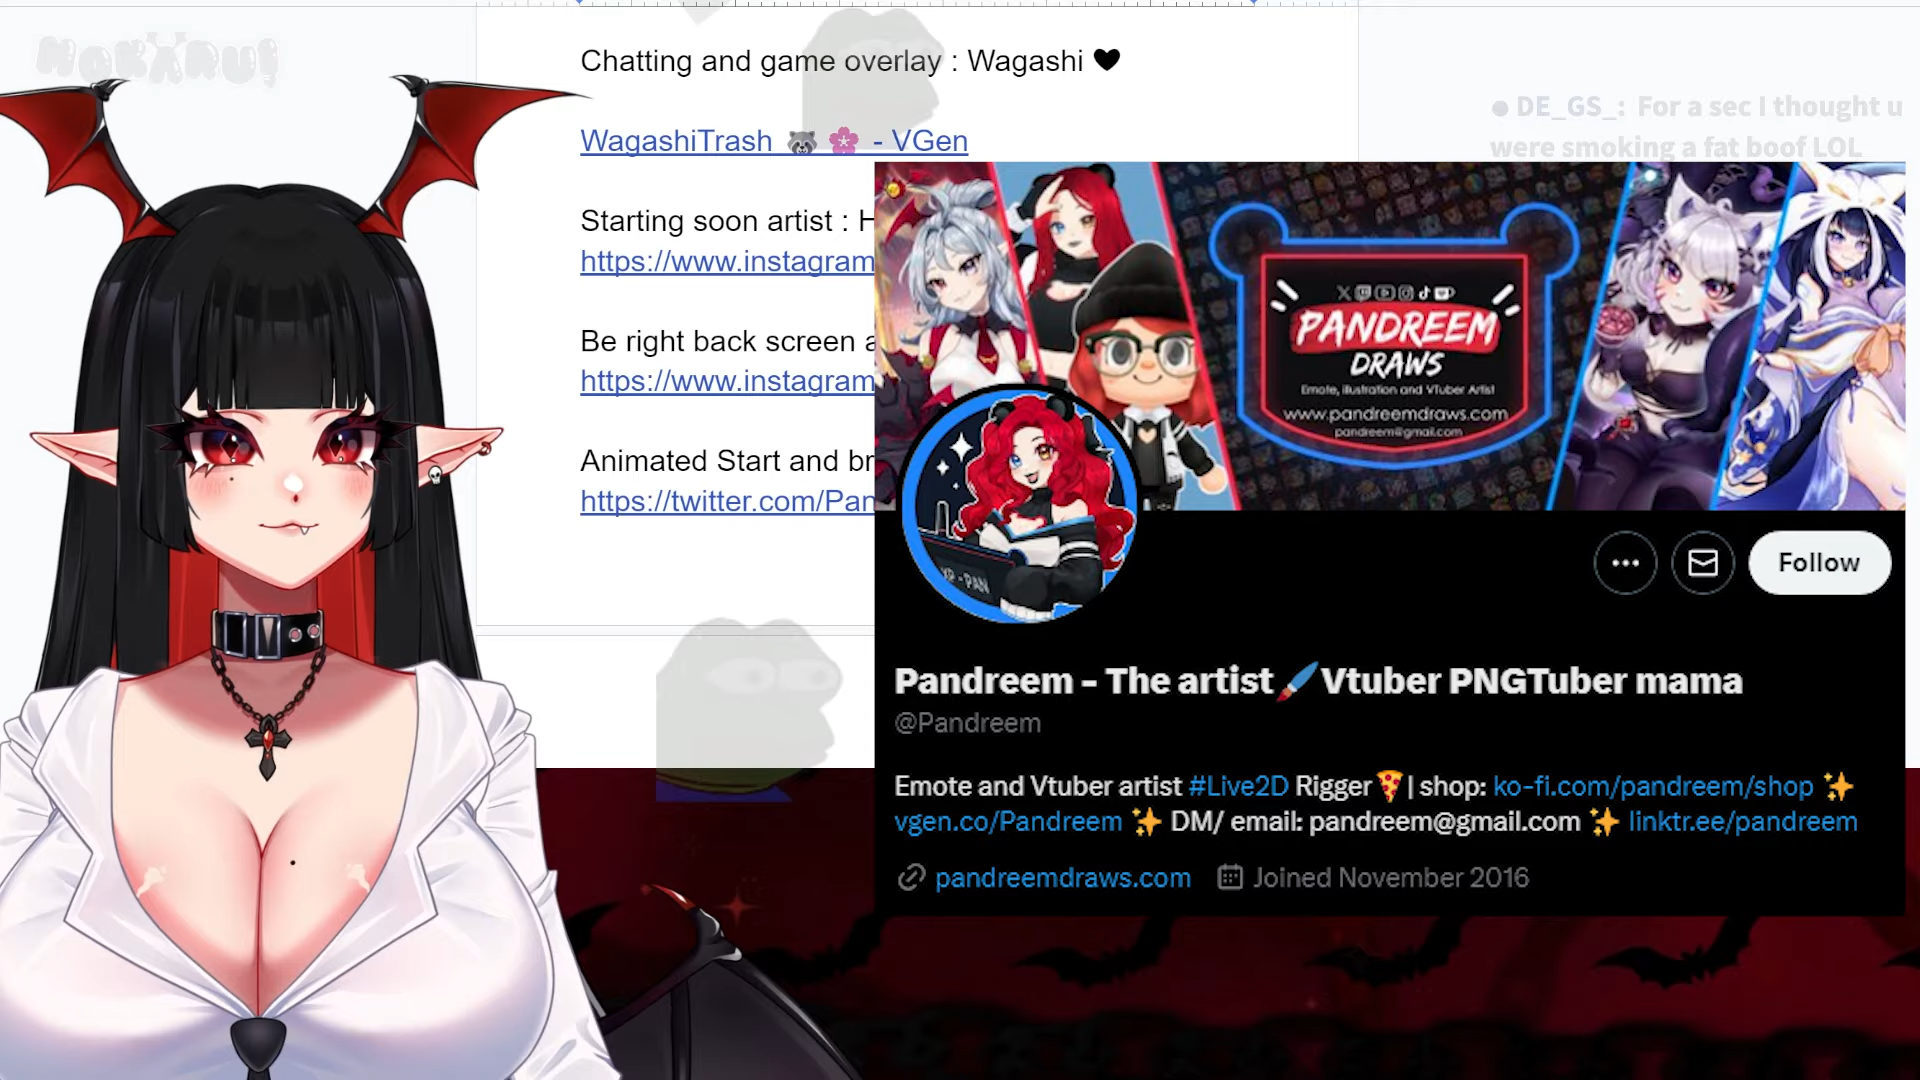 NOKARU!
Chatting and game overlay : Wagashi 🖤
WagashiTrash 🦝 🌸 - VGen
Starting soon artist : H
https://www.instagram
Be right back screen a
https://www.instagram
Animated Start and br
https://twitter.com/Pan
DE_GS_: For a sec I thought u
were smoking a fat boof LOL
PANDREEM
DRAWS
Emote, illustration and VTuber Artist
www.pandreemdraws.com
pandreem@gmail.com
XP-PAN
Follow
Pandreem - The artist 🖌️Vtuber PNGTuber mama
@Pandreem
Emote and Vtuber artist #Live2D Rigger🍕| shop: ko-fi.com/pandreem/shop ✨
vgen.co/Pandreem ✨ DM/ email: pandreem@gmail.com ✨ linktr.ee/pandreem
pandreemdraws.com Joined November 2016